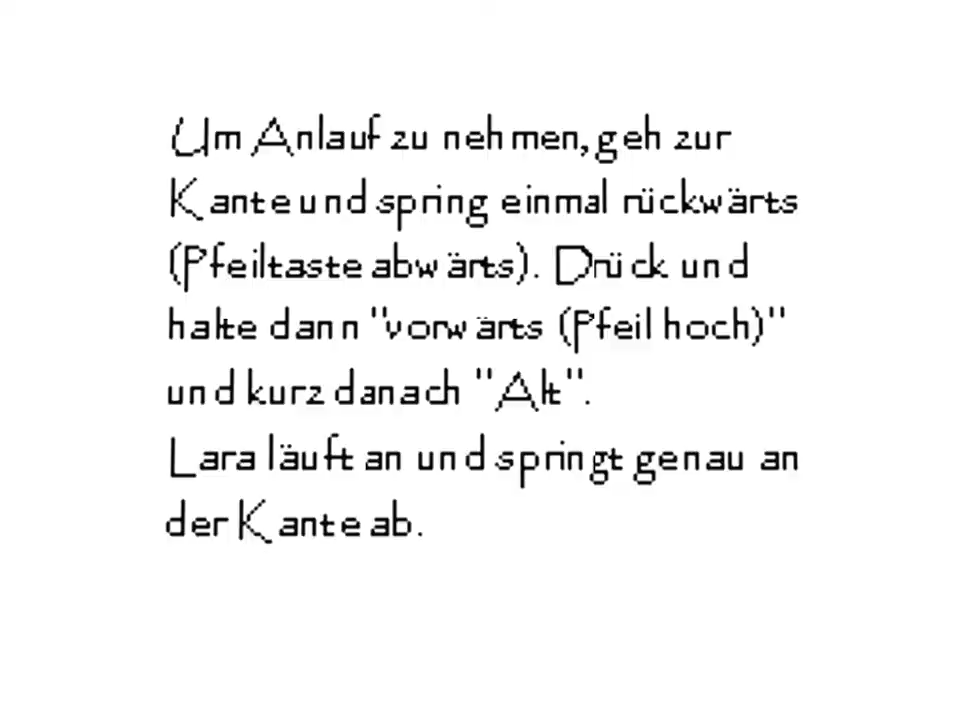 Um Anlauf zu nehmen, geh zur
Kante und spring einmal rückwärts
(Pfeiltaste abwärts). Drück und
halte dann "vorwärts (Pfeil hoch)"
und kurz danach "Alt".
Lara läuft an und springt genau an
der Kante ab.